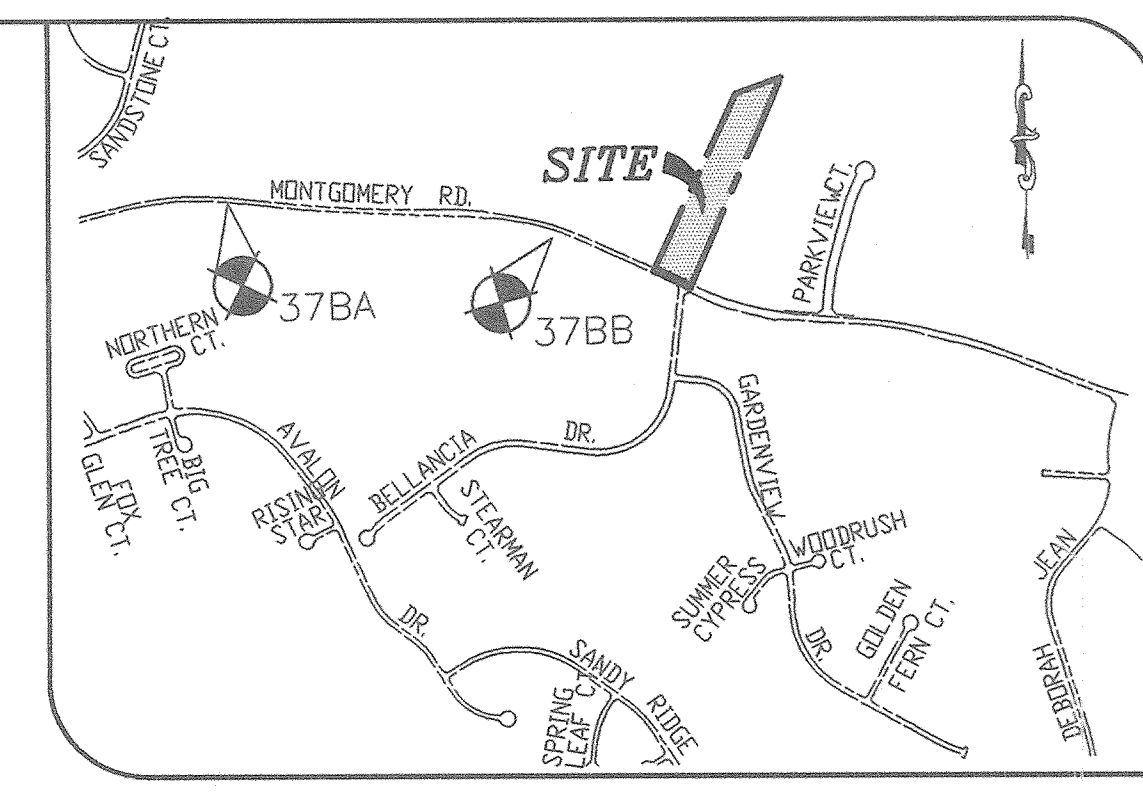 SANDSTONE CT.
MONTGOMERY RD.
SITE
PARKVIEW CT.
37BA
37BB
NORTHERN
CT.
GARDENVIEW
DR.
AVALON
DR.
BELLANCIA
DR.
BIG
TREE CT.
FOX
GLEN CT.
RISING
STAR
STEARMAN
CT.
WOODRUSH
CT.
SUMMER
CYPRESS
GOLDEN
FERN CT.
JEAN
DEBORAH
SANDY RIDGE
SPRING
LEAF CT.